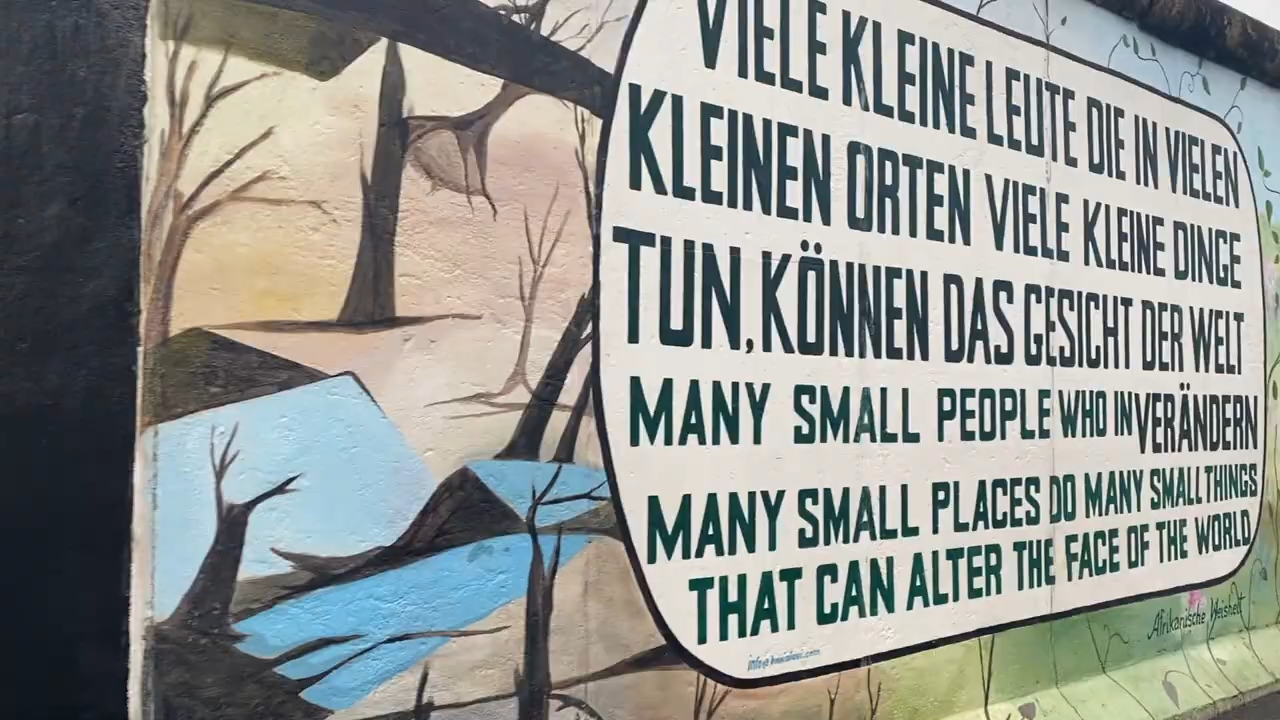 VIELE KLEINE LEUTE DIE IN VIELEN
KLEINEN ORTEN VIELE KLEINE DINGE
TUN, KÖNNEN DAS GESICHT DER WELT
VERÄNDERN
MANY SMALL PEOPLE WHO IN
MANY SMALL PLACES DO MANY SMALL THINGS
THAT CAN ALTER THE FACE OF THE WORLD
Afrikanische Weisheit